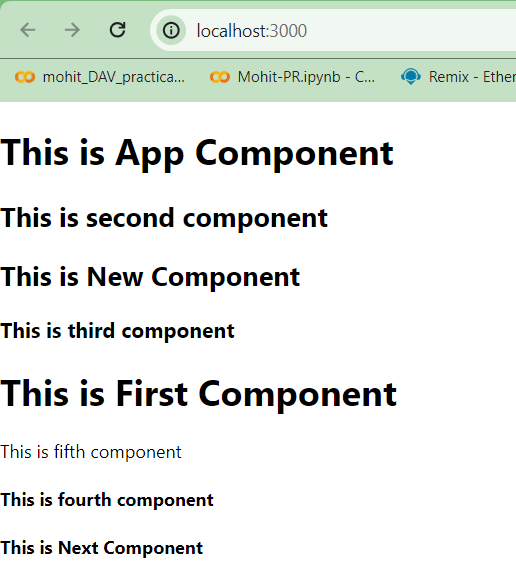 localhost:3000
mohit_DAV_practica... Mohit-PR.ipynb - C... Remix - Ether
This is App Component
This is second component
This is New Component
This is third component
This is First Component
This is fifth component
This is fourth component
This is Next Component